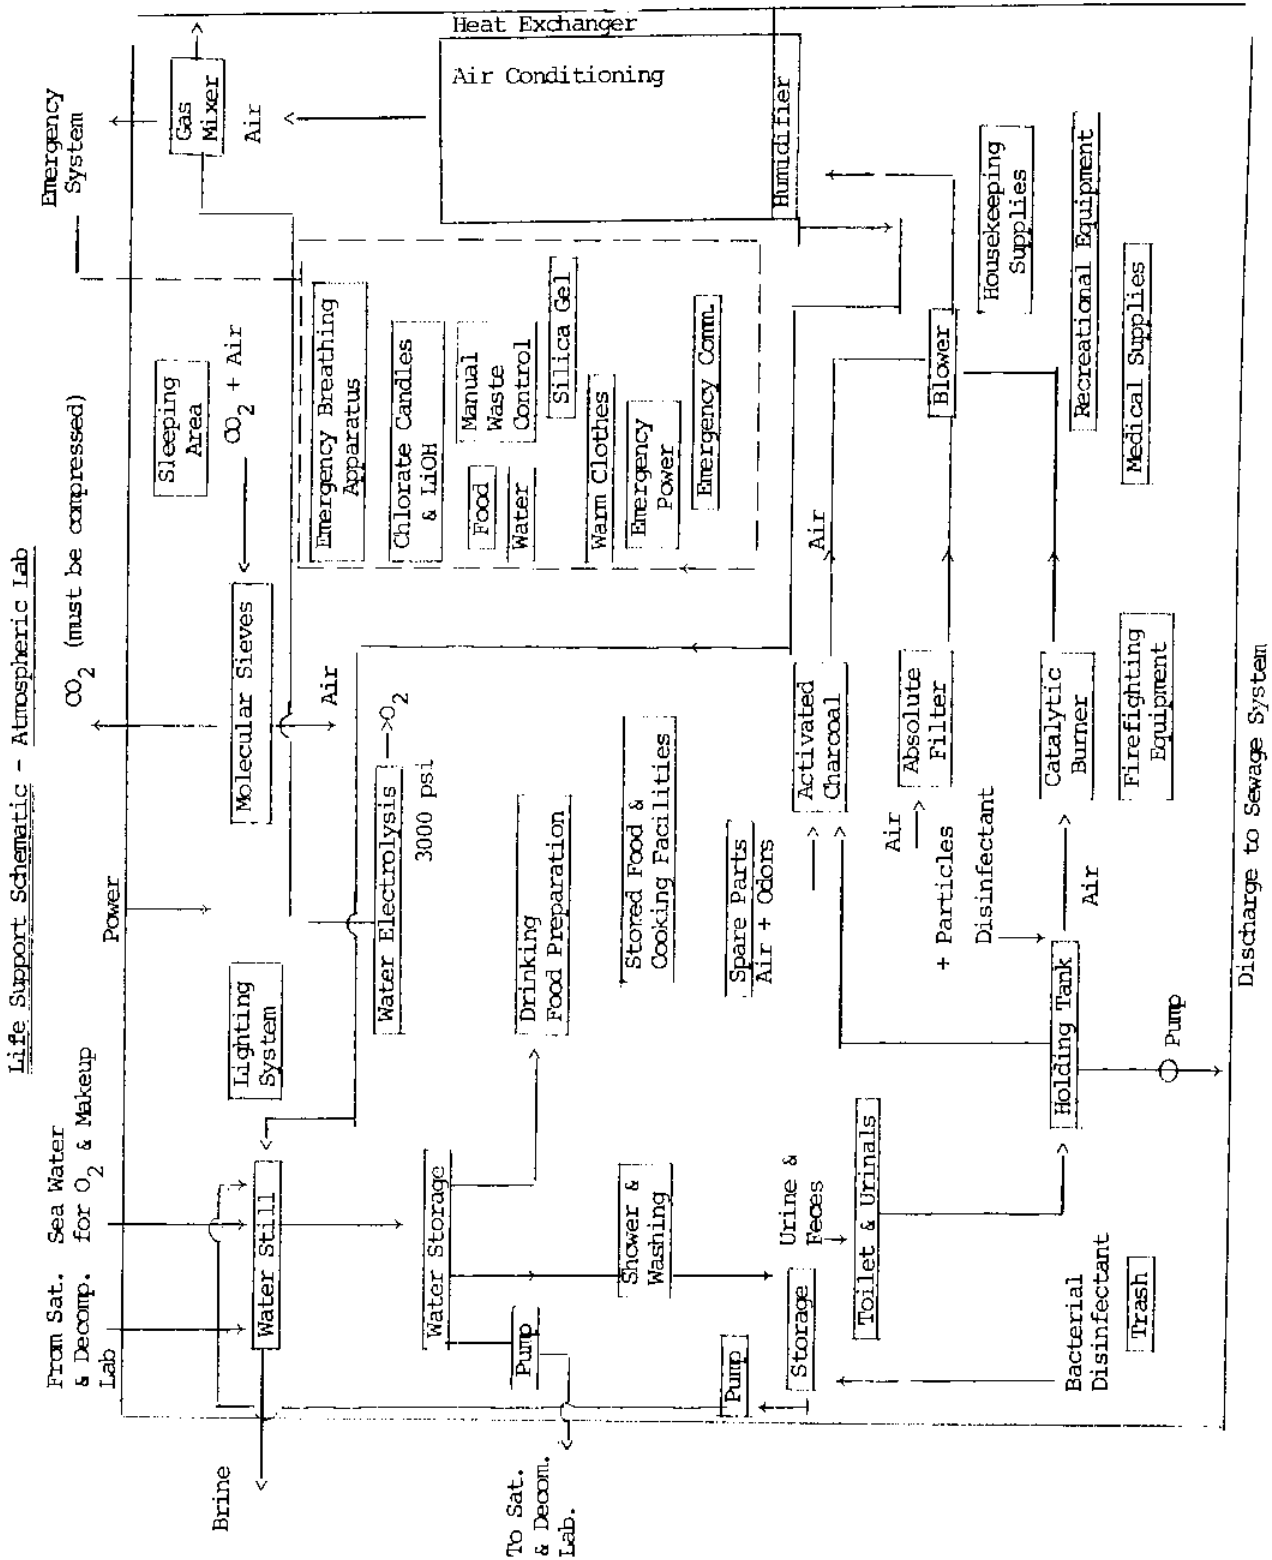 Life Support Schematic - Atmospheric Lab
From Sat.
& Decomp.
Lab
Sea Water
for O2 & Makeup
Power
CO2 (must be compressed)
Emergency
System
Brine
Water Still
Lighting
System
Molecular Sieves
CO2 + Air
Sleeping
Area
Gas
Mixer
Air
Air
Water Electrolysis
O2
3000 psi
Emergency Breathing
Apparatus
Chlorate Candles
& LiOH
Food
Water
Manual
Waste
Control
Silica Gel
Warm Clothes
Emergency
Power
Emergency Comm.
Heat Exchanger
Air Conditioning
Humidifier
Water Storage
Pump
To Sat.
& Decom.
Lab.
Drinking
Food Preparation
Shower &
Washing
Stored Food &
Cooking Facilities
Spare Parts
Air + Odors
Pump
Storage
Urine &
Feces
Toilet & Urinals
Activated
Charcoal
Air
Air
+ Particles
Absolute
Filter
Blower
Housekeeping
Supplies
Disinfectant
Holding Tank
Air
Catalytic
Burner
Recreational Equipment
Bacterial
Disinfectant
Trash
Pump
Firefighting
Equipment
Medical Supplies
Discharge to Sewage System